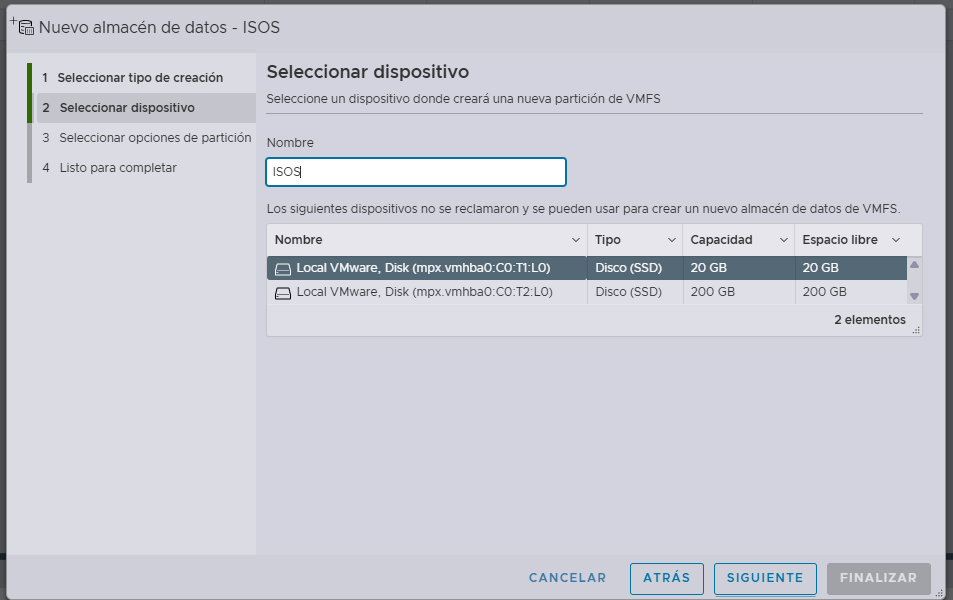 Nuevo almacén de datos - ISOS
1 Seleccionar tipo de creación
2 Seleccionar dispositivo
3 Seleccionar opciones de partición
4 Listo para completar
Seleccionar dispositivo
Seleccione un dispositivo donde creará una nueva partición de VMFS
Nombre
ISOS
Los siguientes dispositivos no se reclamaron y se pueden usar para crear un nuevo almacén de datos de VMFS.
Nombre Tipo Capacidad Espacio libre
Local VMware, Disk (mpx.vmhba0:C0:T1:L0) Disco (SSD) 20 GB 20 GB
Local VMware, Disk (mpx.vmhba0:C0:T2:L0) Disco (SSD) 200 GB 200 GB
2 elementos
CANCELAR ATRÁS SIGUIENTE FINALIZAR